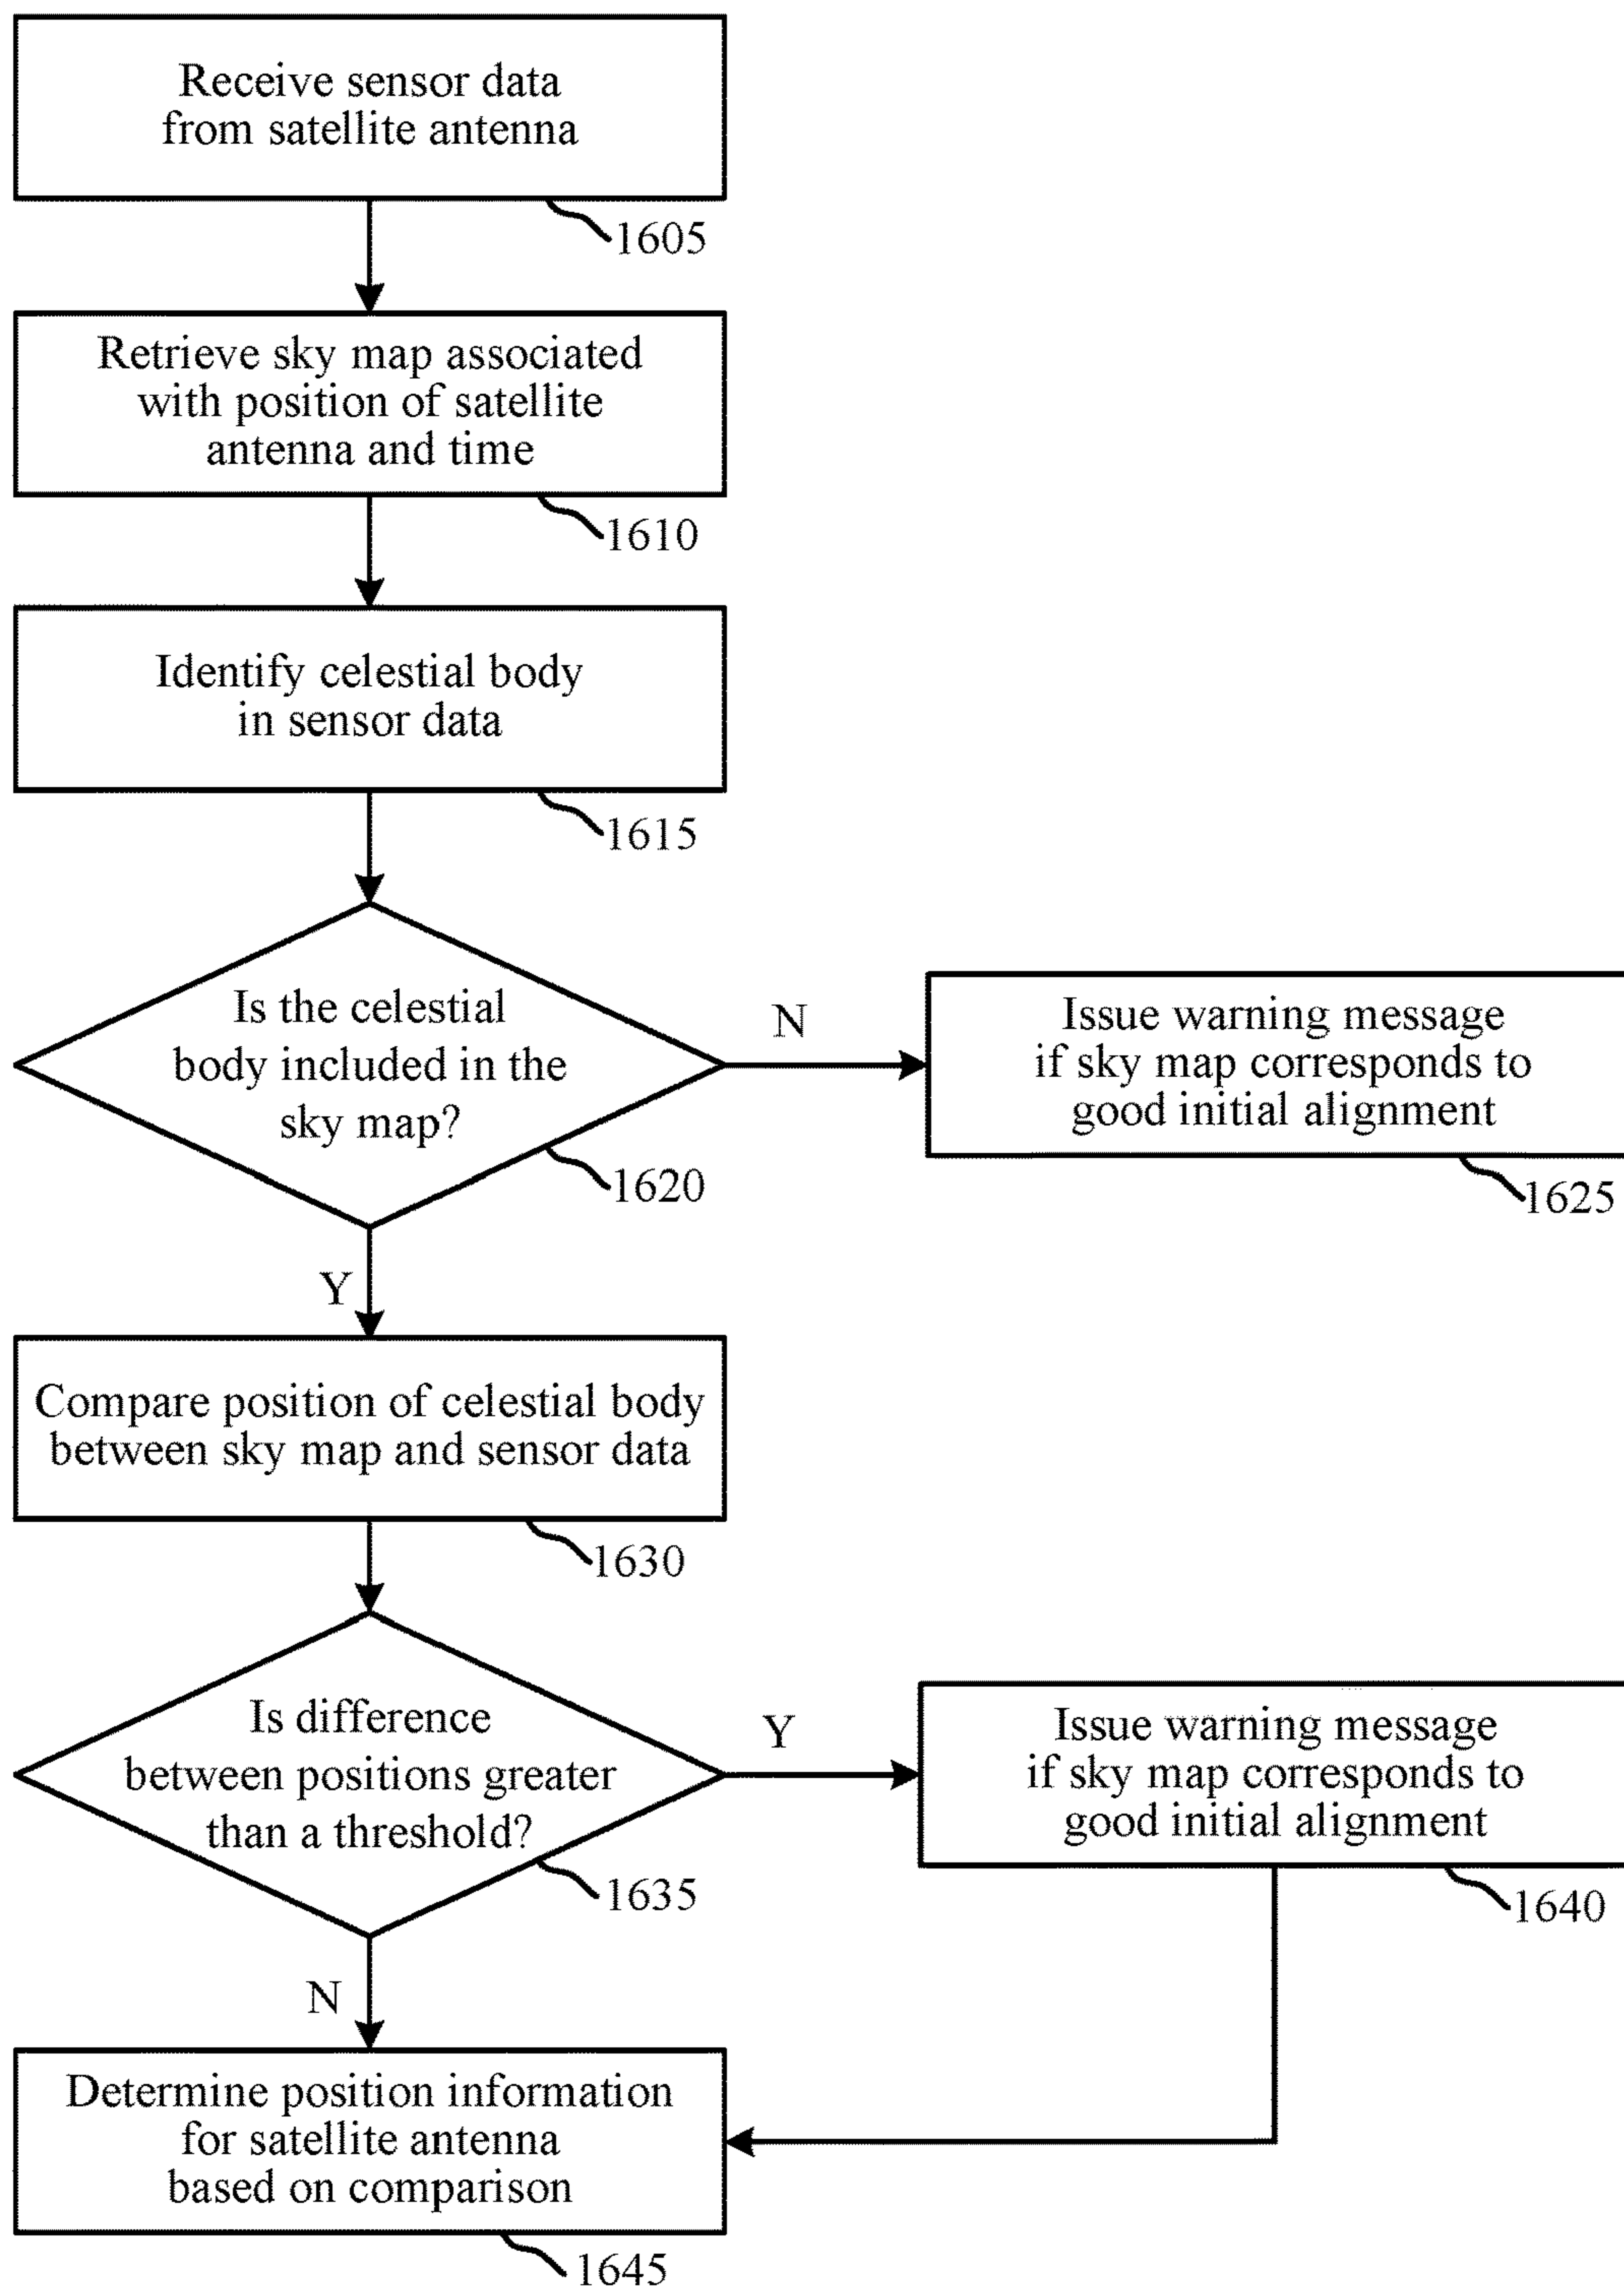 Receive sensor data
from satellite antenna
1605
Retrieve sky map associated
with position of satellite
antenna and time
1610
Identify celestial body
in sensor data
1615
Is the celestial
body included in the
sky map?
1620
N
Issue warning message
if sky map corresponds to
good initial alignment
1625
Y
Compare position of celestial body
between sky map and sensor data
1630
Is difference
between positions greater
than a threshold?
1635
Y
Issue warning message
if sky map corresponds to
good initial alignment
1640
N
Determine position information
for satellite antenna
based on comparison
1645